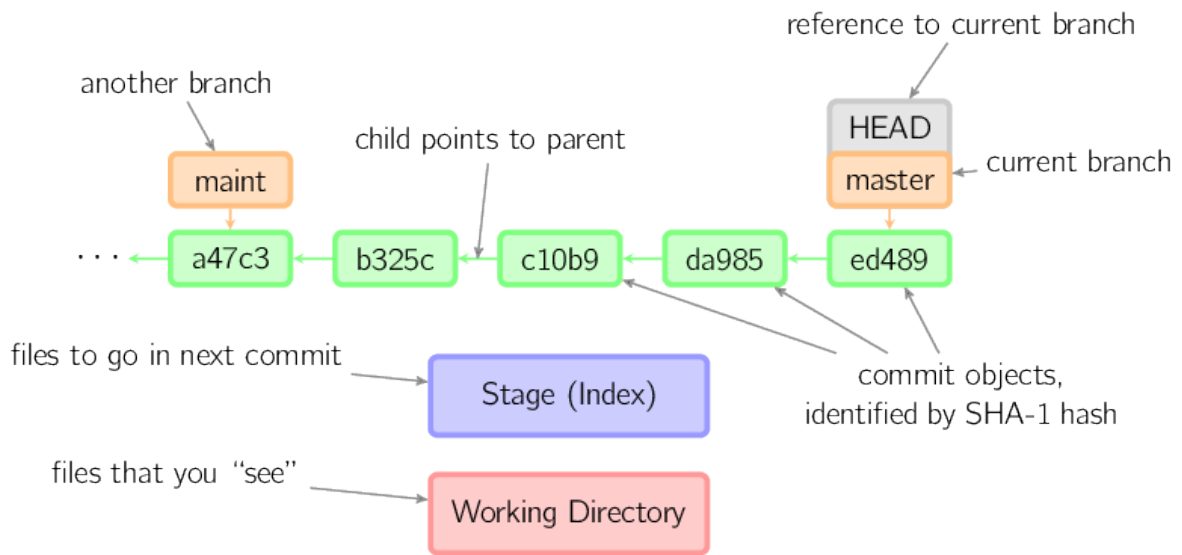 reference to current branch
another branch
HEAD
child points to parent
maint
master
current branch
· · ·
a47c3
b325c
c10b9
da985
ed489
files to go in next commit
Stage (Index)
commit objects,
identified by SHA-1 hash
files that you “see”
Working Directory